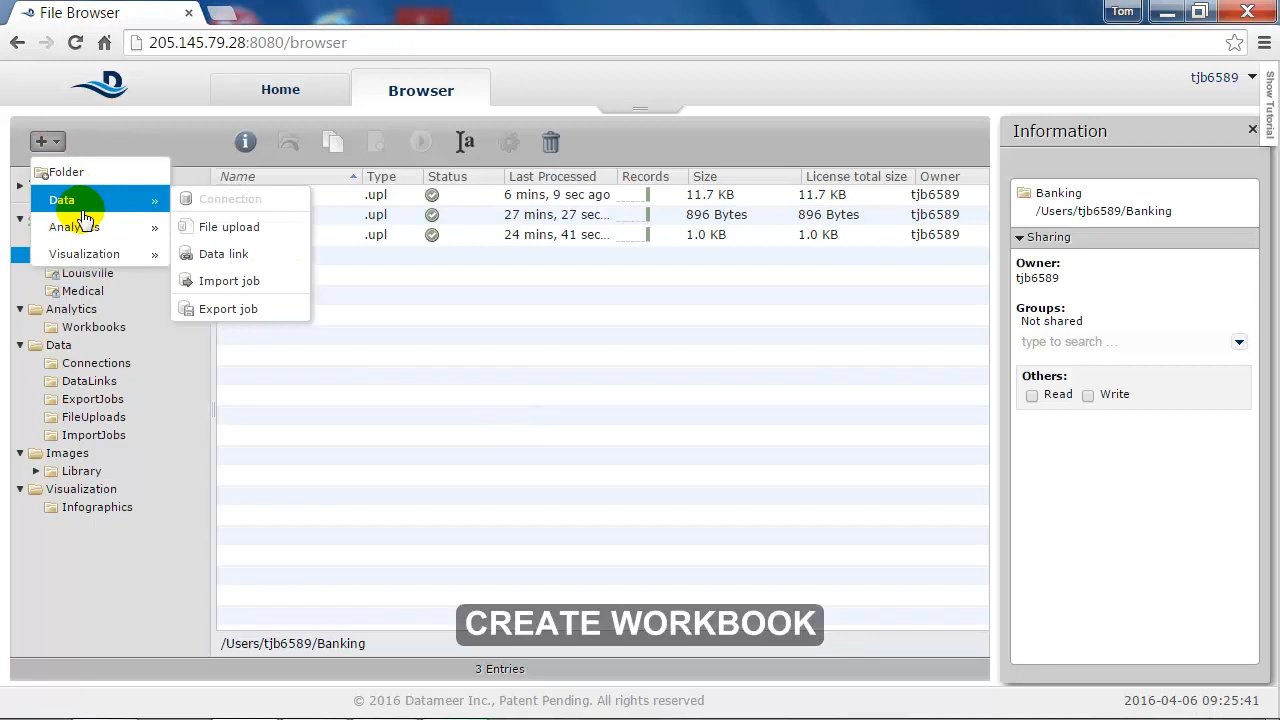 File Browser
Tom
205.145.79.28:8080/browser
D
Home
Browser
tjb6589
Show Tutorial
Information
Name Type Status Last Processed Records Size License total size Owner
Folder
Data »
Analytics »
Visualization »
Connection
File upload
Data link
Import job
Export job
.upl 6 mins, 9 sec ago 11.7 KB 11.7 KB tjb6589
.upl 27 mins, 27 sec... 896 Bytes 896 Bytes tjb6589
.upl 24 mins, 41 sec... 1.0 KB 1.0 KB tjb6589
Louisville
Medical
Analytics
Workbooks
Data
Connections
DataLinks
ExportJobs
FileUploads
ImportJobs
Images
Library
Visualization
Infographics
Banking
/Users/tjb6589/Banking
Sharing
Owner:
tjb6589
Groups:
Not shared
type to search ...
Others:
Read Write
CREATE WORKBOOK
/Users/tjb6589/Banking
3 Entries
© 2016 Datameer Inc., Patent Pending. All rights reserved
2016-04-06 09:25:41